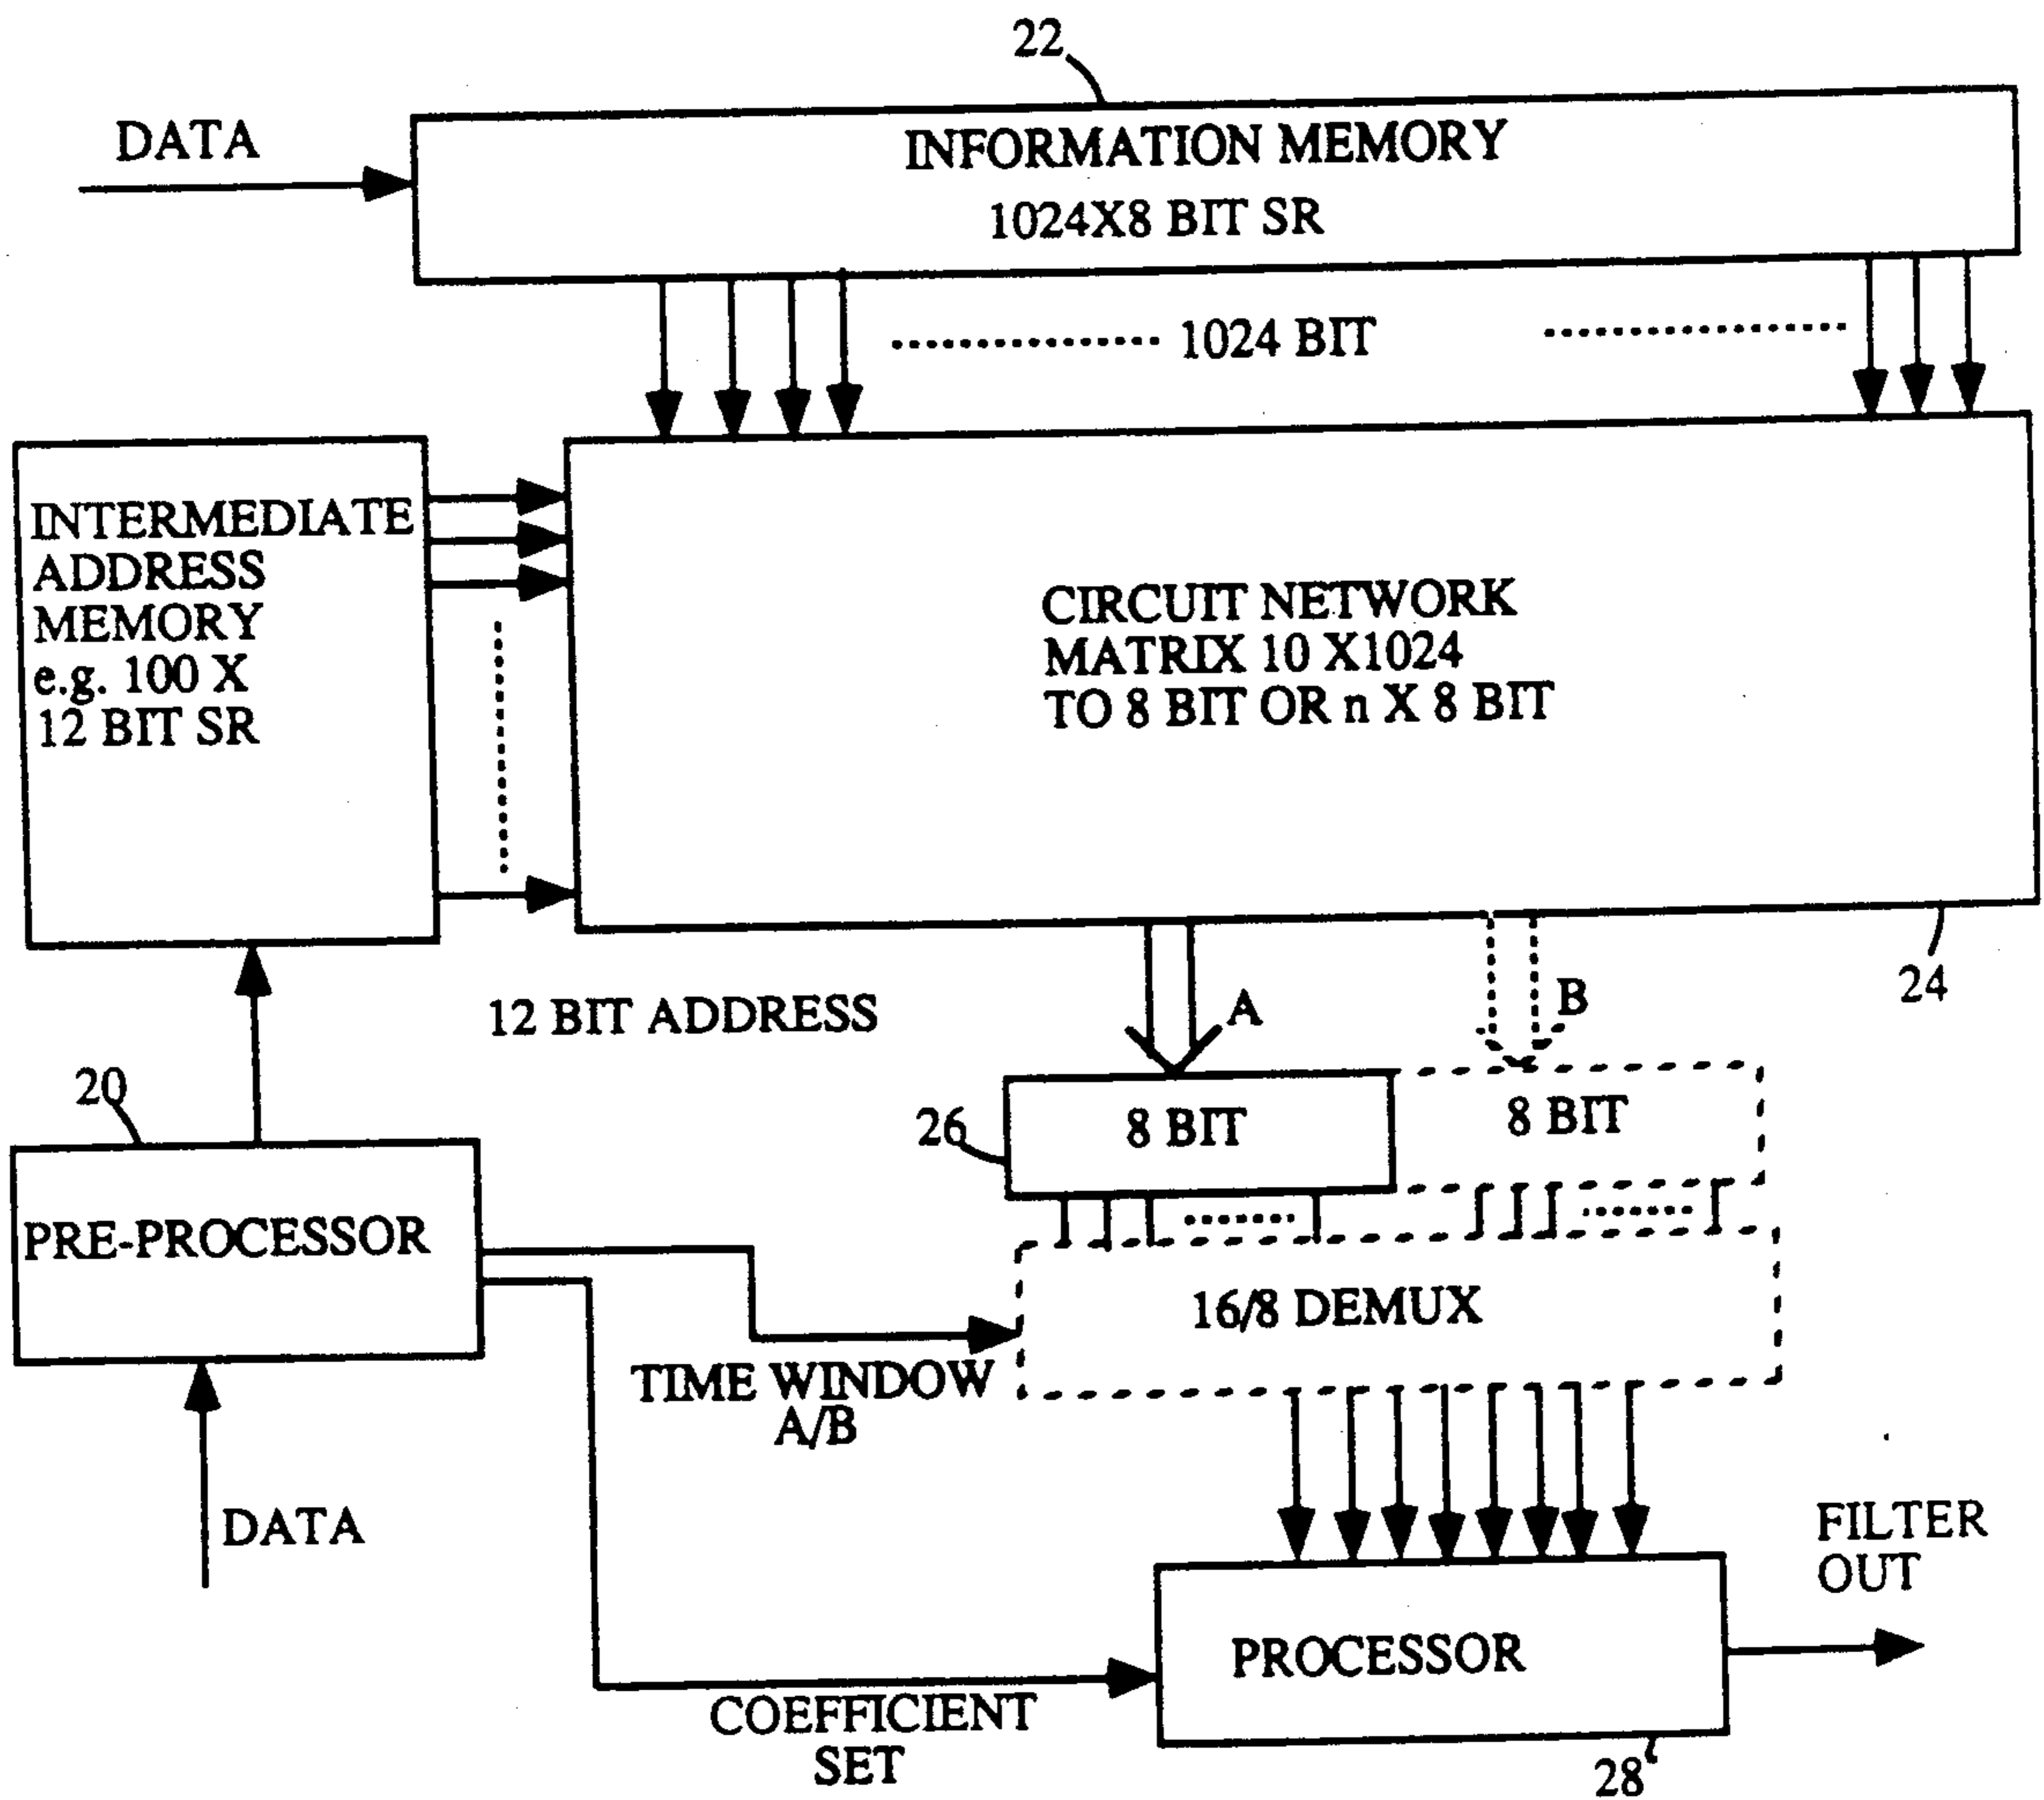 22
DATA
INFORMATION MEMORY
1024X8 BIT SR
1024 BIT
INTERMEDIATE
ADDRESS
MEMORY
e.g. 100 X
12 BIT SR
CIRCUIT NETWORK
MATRIX 10 X1024
TO 8 BIT OR n X 8 BIT
24
12 BIT ADDRESS
A
B
20
26
8 BIT
8 BIT
PRE-PROCESSOR
16/8 DEMUX
TIME WINDOW
A/B
DATA
FILTER
OUT
PROCESSOR
COEFFICIENT
SET
28